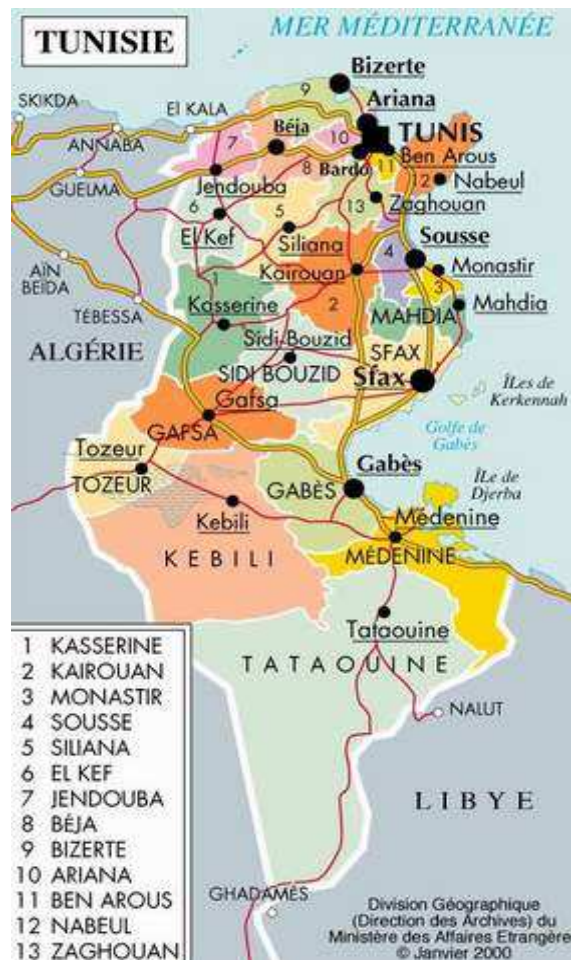 TUNISIE
MER MÉDITERRANÉE
Bizerte
SKIKDA
El KALA
9
Ariana
ANNABA
7
Béja
10
TUNIS
GUELMA
8
Bardo
11
Ben Arous
Jendouba
13
2
Nabeul
6
Zaghouan
El Kef
5
Siliana
Sousse
AÏN
BEÏDA
1
Kairouan
4
Monastir
3
TÉBESSA
Kasserine
2
MAHDIA
Mahdia
ALGÉRIE
Sidi-Bouzid
SFAX
SIDI BOUZID
Sfax
ÎLes de
Kerkennah
Gafsa
GAFSA
Golfe de
Gabès
Tozeur
TOZEUR
Gabès
GABÈS
ÎLe de
Djerba
Kebili
Médenine
KEBILI
MÉDENINE
Tataouine
TATAOUINE
NALUT
LIBYE
GHADAMÈS
1 KASSERINE
2 KAIROUAN
3 MONASTIR
4 SOUSSE
5 SILIANA
6 EL KEF
7 JENDOUBA
8 BÉJA
9 BIZERTE
10 ARIANA
11 BEN AROUS
12 NABEUL
13 ZAGHOUAN
Division Géographique
(Direction des Archives) du
Ministère des Affaires Etrangère
© Janvier 2000